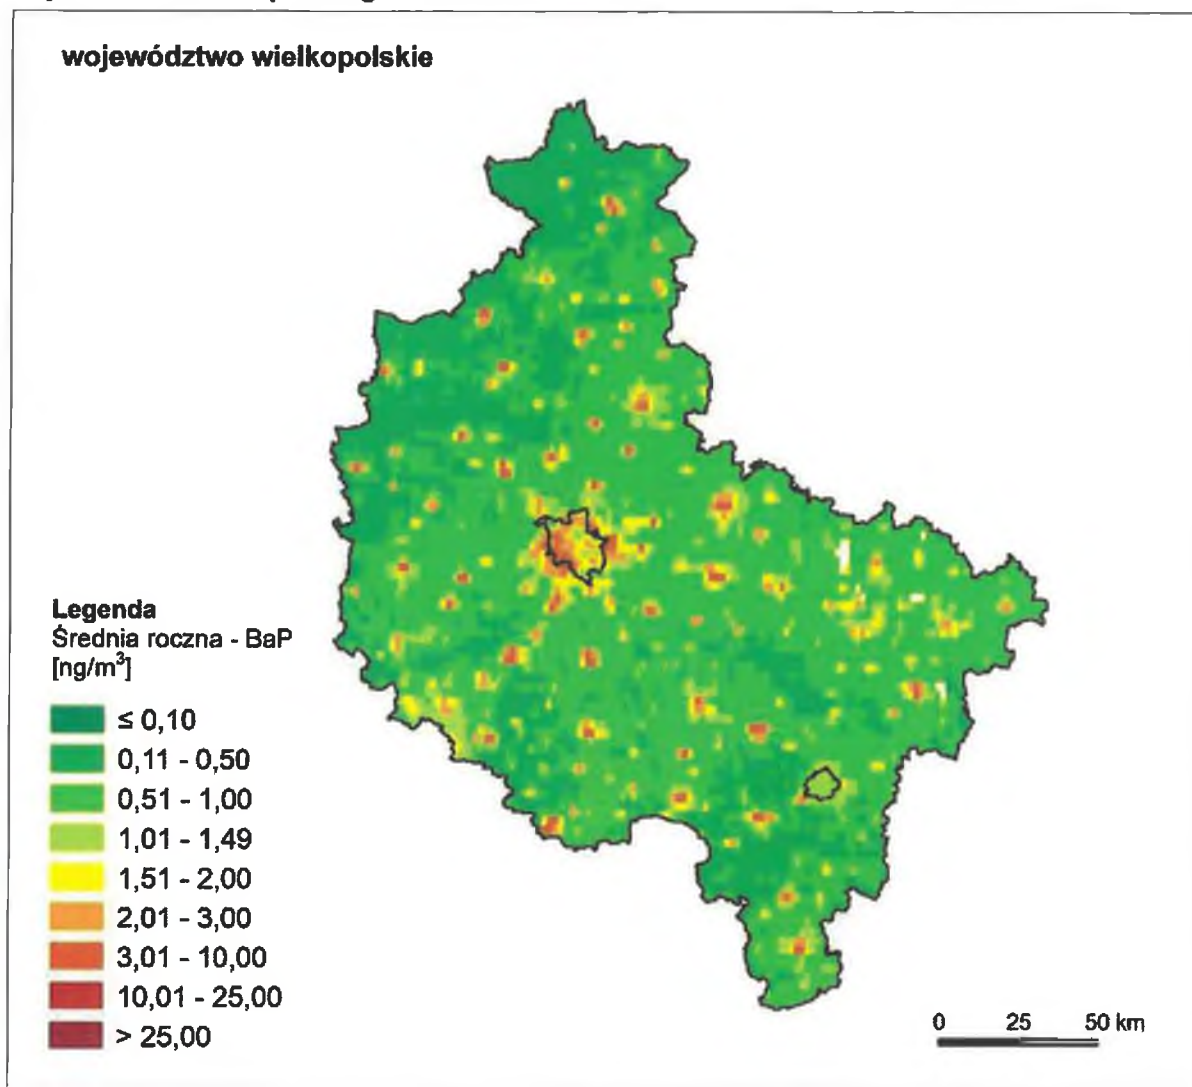 województwo wielkopolskie
Legenda
Średnia roczna - BaP
[ng/m³]
≤ 0,10
0,11 - 0,50
0,51 - 1,00
1,01 - 1,49
1,51 - 2,00
2,01 - 3,00
3,01 - 10,00
10,01 - 25,00
> 25,00
0 25 50 km